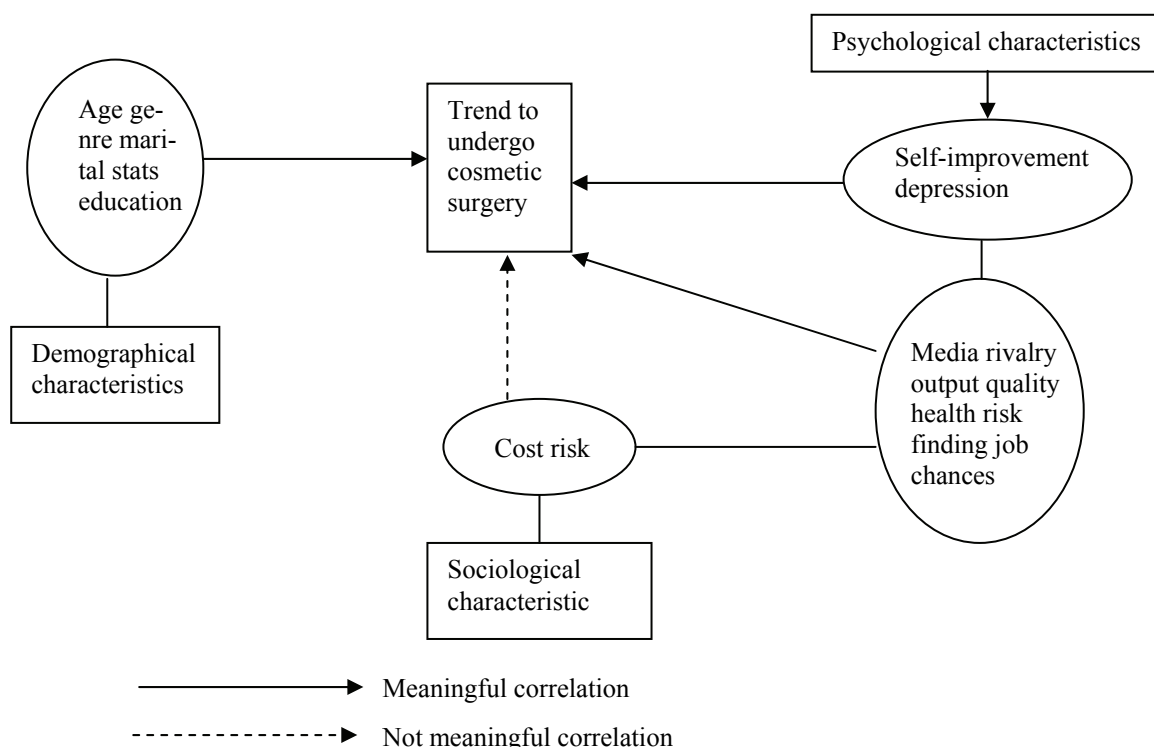 Psychological characteristics
Age ge-
nre mari-
tal stats
education
Trend to
undergo
cosmetic
surgery
Self-improvement
depression
Demographical
characteristics
Media rivalry
output quality
health risk
finding job
chances
Cost risk
Sociological
characteristic
Meaningful correlation
Not meaningful correlation